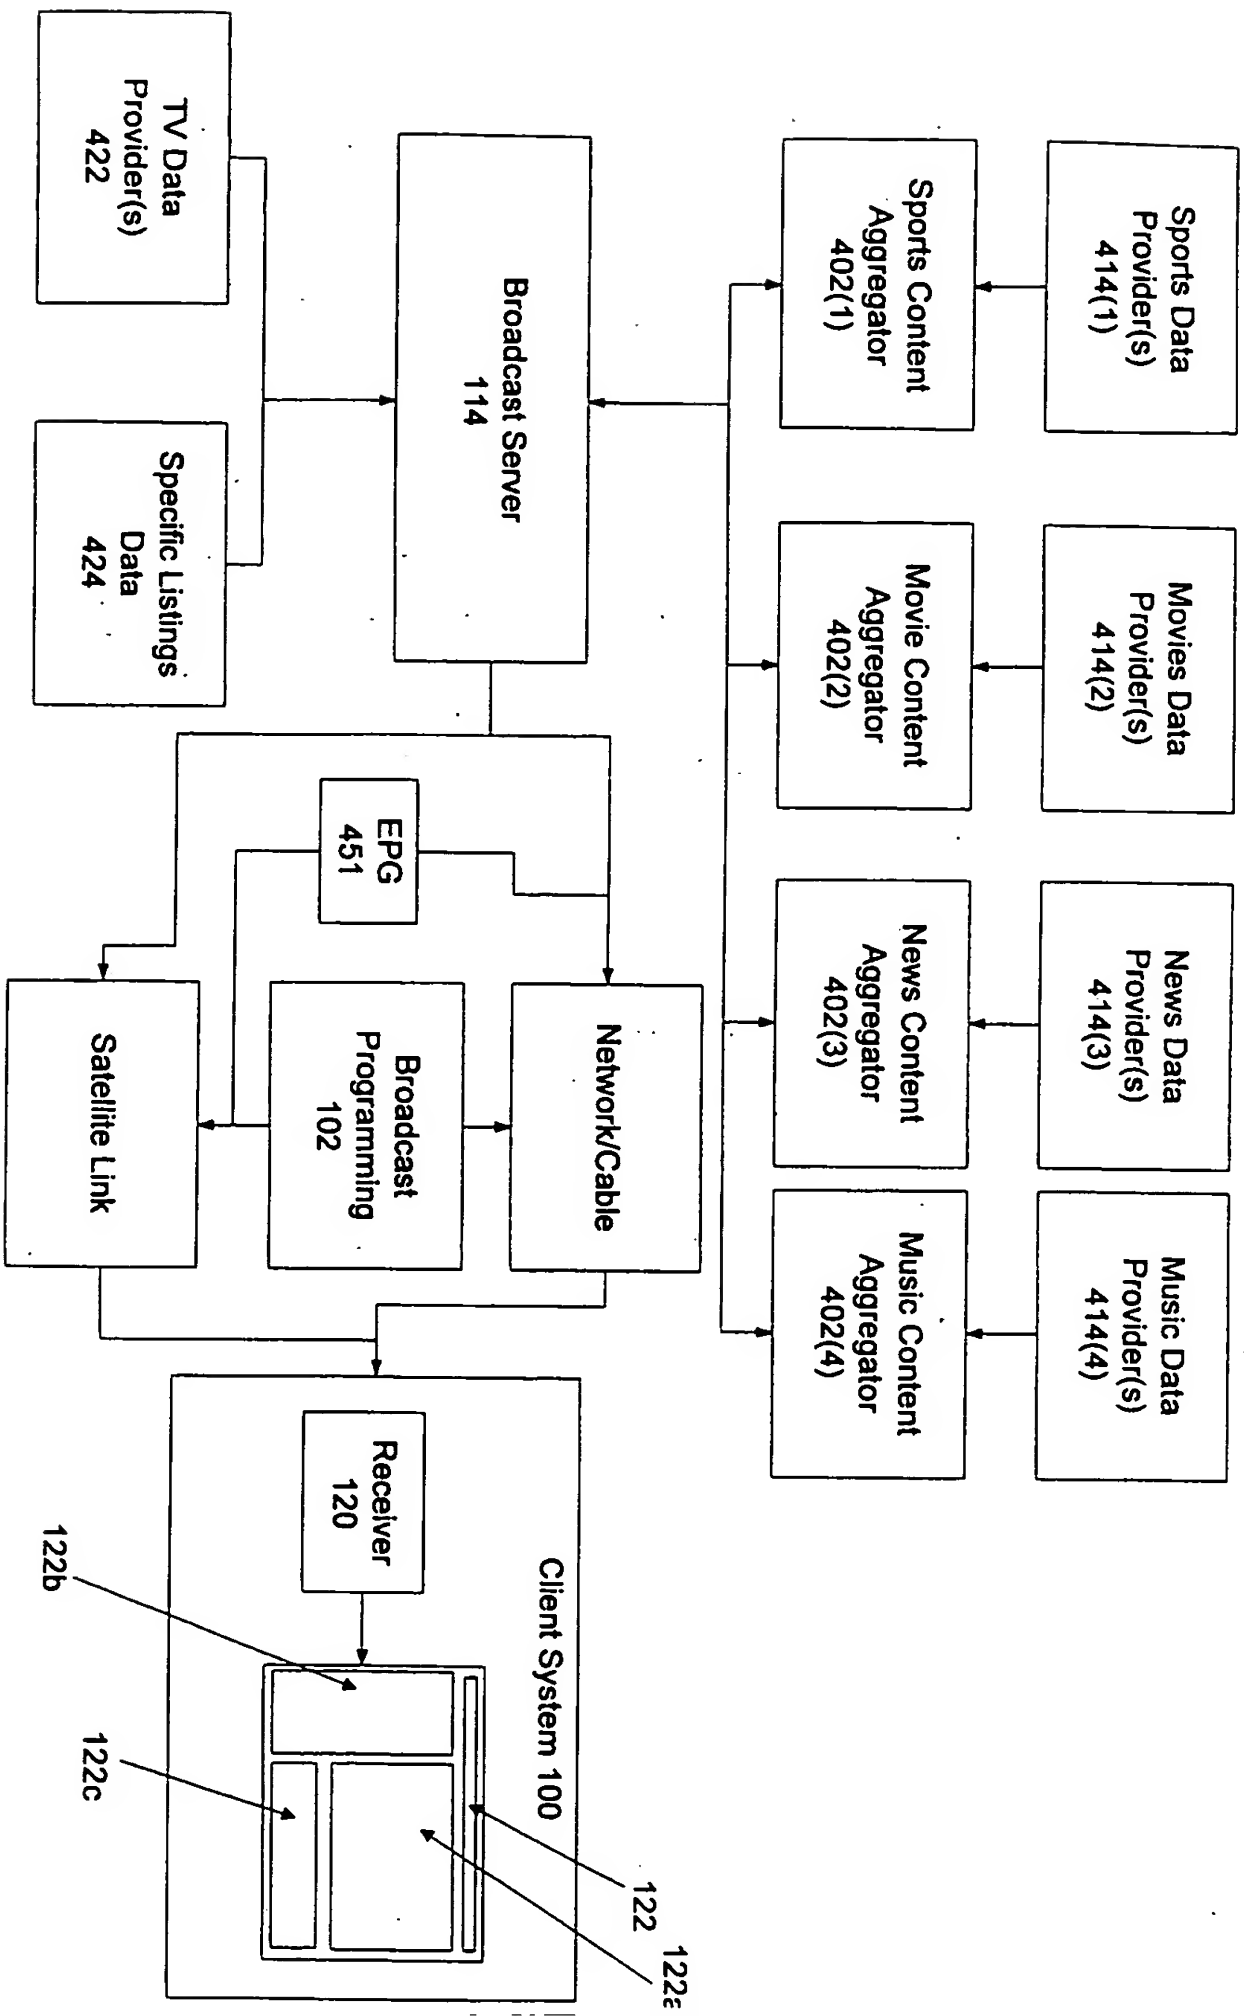 Sports Data
Provider(s)
414(1)
Movies Data
Provider(s)
414(2)
News Data
Provider(s)
414(3)
Music Data
Provider(s)
414(4)
Sports Content
Aggregator
402(1)
Movie Content
Aggregator
402(2)
News Content
Aggregator
402(3)
Music Content
Aggregator
402(4)
Broadcast Server
114
TV Data
Provider(s)
422
Specific Listings
Data
424
EPG
451
Network/Cable
Broadcast
Programming
102
Satellite Link
Client System 100
Receiver
120
122
122a
122b
122c